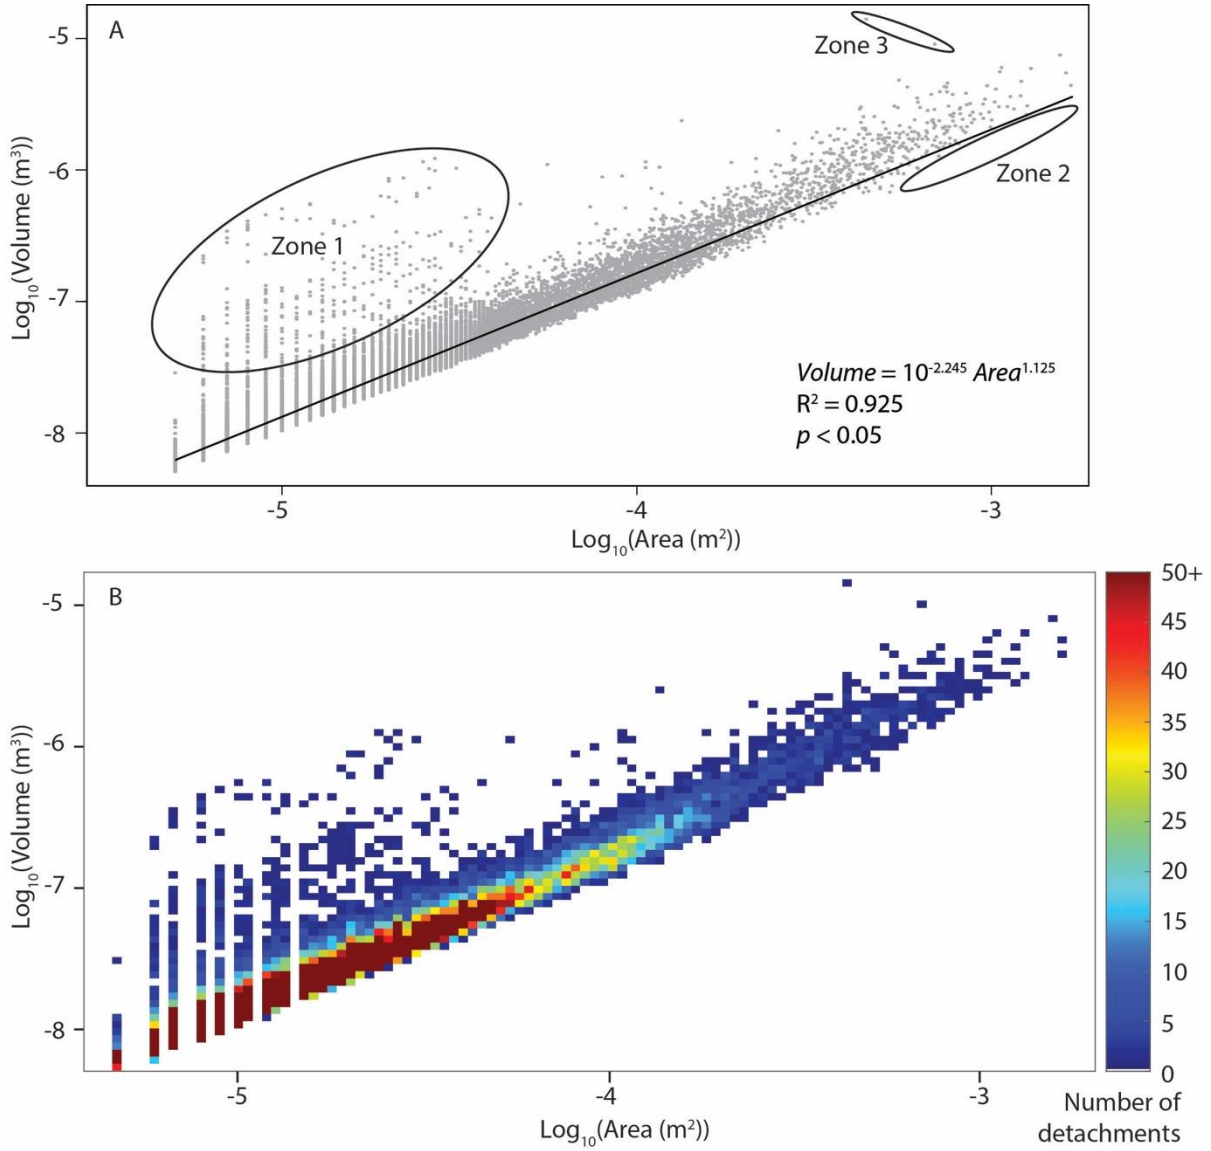 A
-5
-6
-7
-8
Log₁₀(Volume (m³))
Zone 3
Zone 2
Zone 1
Volume = 10⁻²·²⁴⁵ Area¹·¹²⁵
R² = 0.925
p < 0.05
-5
-4
-3
Log₁₀(Area (m²))
B
-5
-6
-7
-8
Log₁₀(Volume (m³))
-5
-4
-3
Log₁₀(Area (m²))
50+
45
40
35
30
25
20
15
10
5
0
Number of
detachments